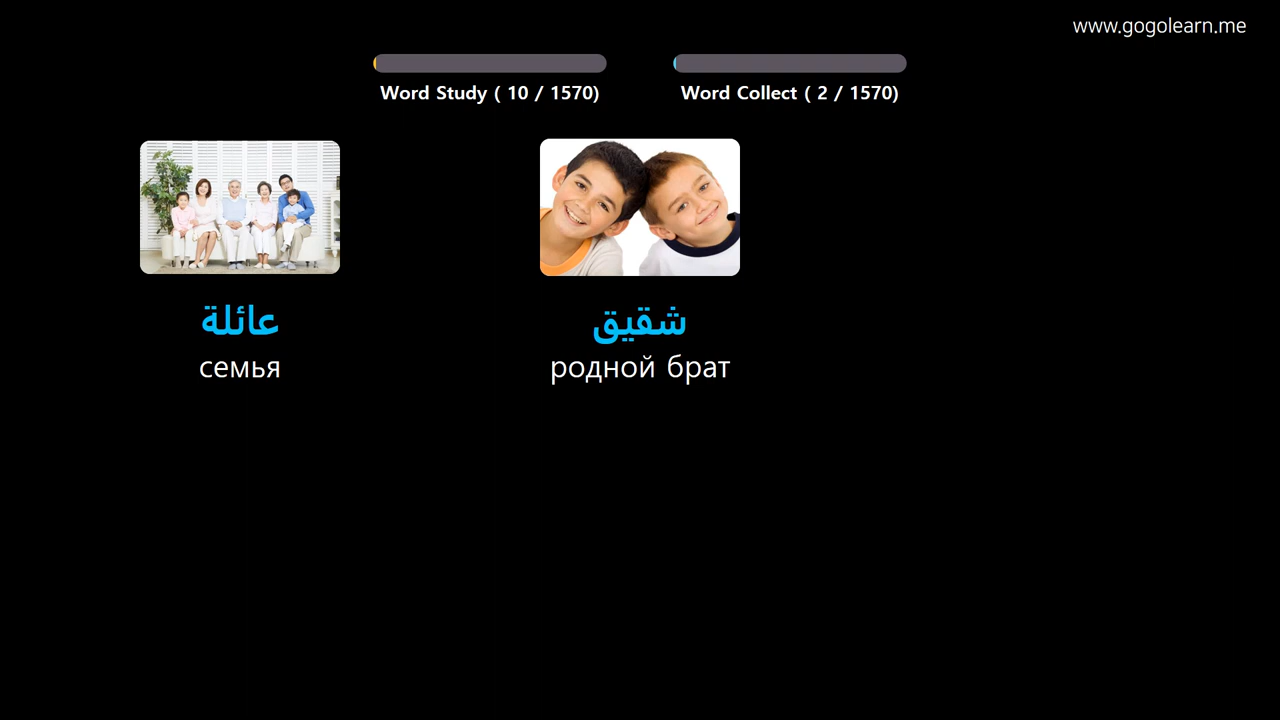 www.gogolearn.me
Word Study ( 10 / 1570)
Word Collect ( 2 / 1570)
عائلة
семья
شقيق
родной брат